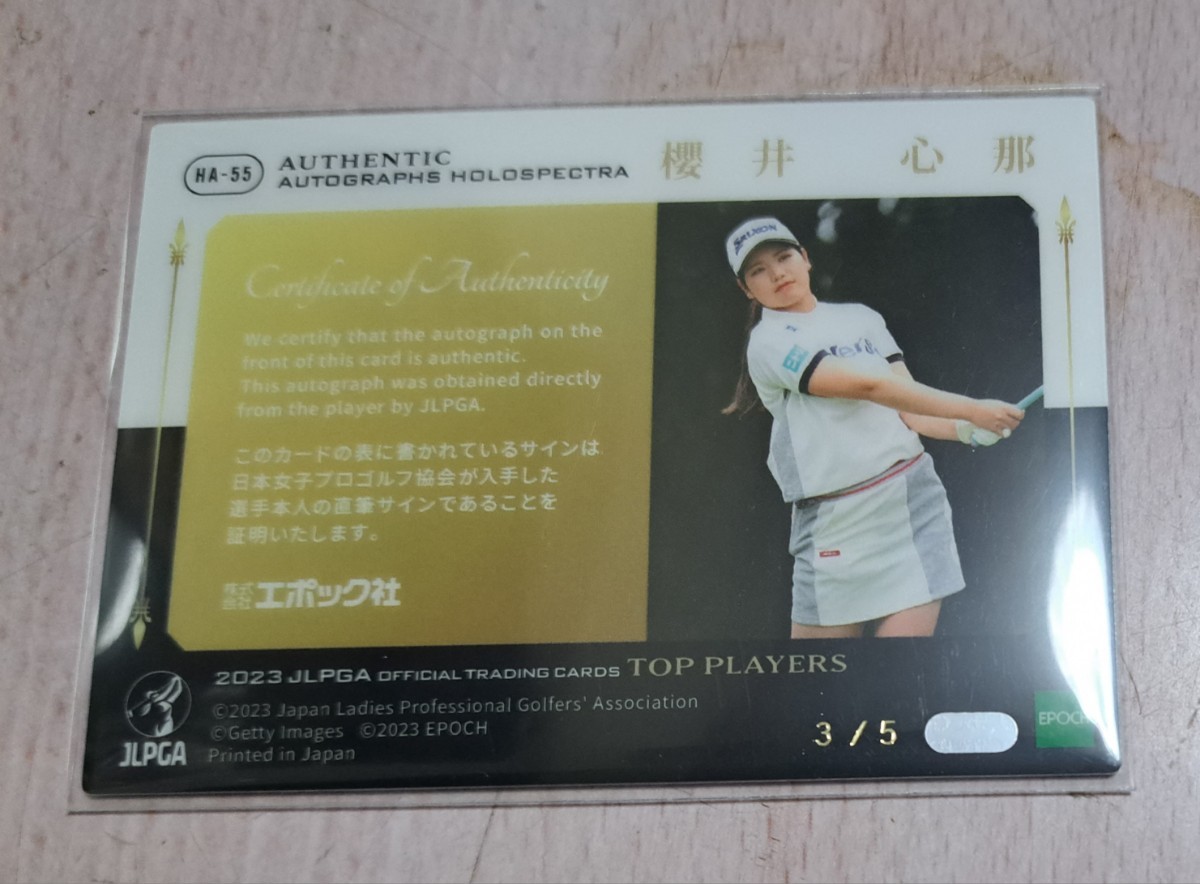 HA-55
AUTHENTIC
AUTOGRAPHS HOLOSPECTRA
櫻井 心那
SRIXON
Certificate of Authenticity
We certify that the autograph on the
front of this card is authentic.
This autograph was obtained directly
from the player by JLPGA.
このカードの表に書かれているサインは
日本女子プロゴルフ協会が入手した
選手本人の直筆サインであることを
証明いたします。
株式会社エポック社
2023 JLPGA OFFICIAL TRADING CARDS TOP PLAYERS
©2023 Japan Ladies Professional Golfers' Association
©Getty Images ©2023 EPOCH
Printed in Japan
JLPGA
3 / 5
EPOCH